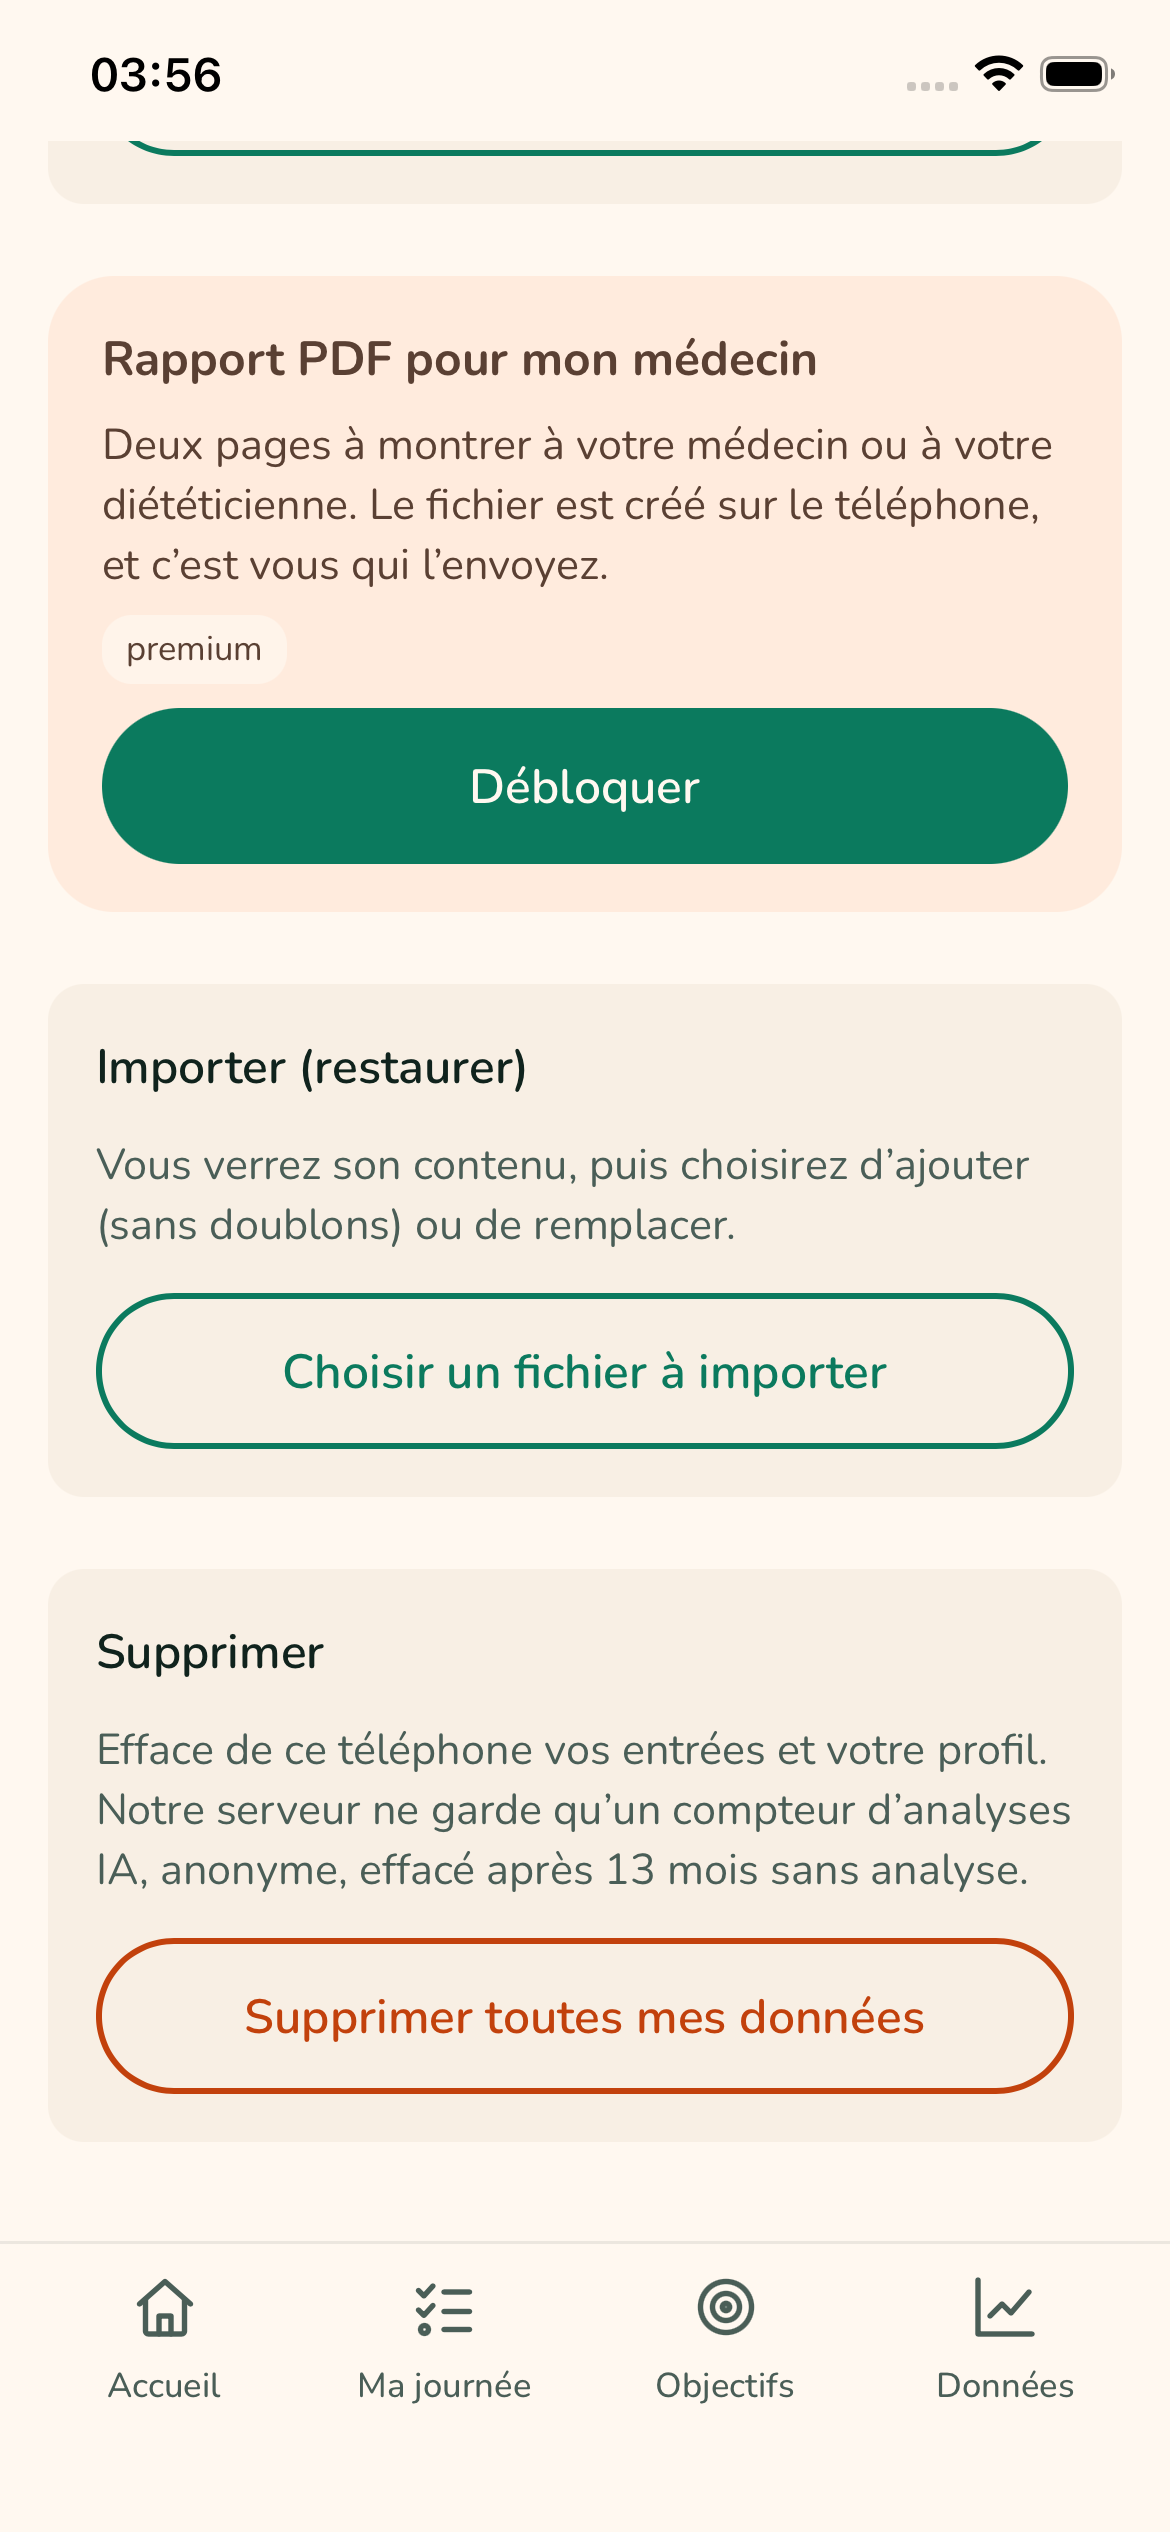 03:56
Rapport PDF pour mon médecin
Deux pages à montrer à votre médecin ou à votre
diététicienne. Le fichier est créé sur le téléphone,
et c’est vous qui l’envoyez.
premium
Débloquer
Importer (restaurer)
Vous verrez son contenu, puis choisirez d’ajouter
(sans doublons) ou de remplacer.
Choisir un fichier à importer
Supprimer
Efface de ce téléphone vos entrées et votre profil.
Notre serveur ne garde qu’un compteur d’analyses
IA, anonyme, effacé après 13 mois sans analyse.
Supprimer toutes mes données
Accueil
Ma journée
Objectifs
Données